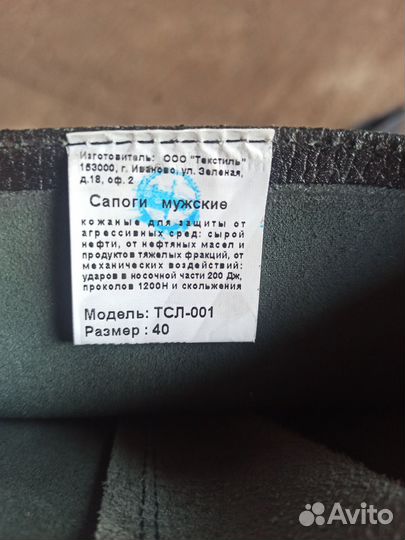 Изготовитель: ООО "Текстиль"
153000, г. Иваново, ул. Зеленая,
д.18, оф. 2
Сапоги мужские
кожаные для защиты от
агрессивных сред: сырой
нефти, от нефтяных масел и
продуктов тяжелых фракций, от
механических воздействий:
ударов в носочной части 200 Дж,
проколов 1200Н и скольжения
Модель: ТСЛ-001
Размер : 40
Avito